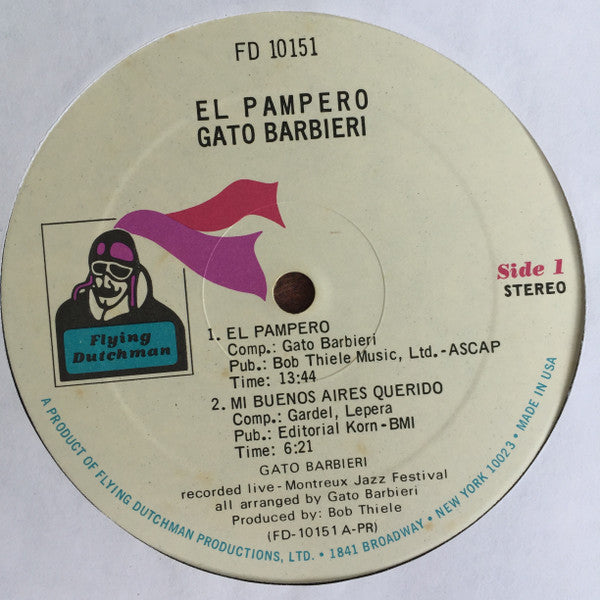 FD 10151
EL PAMPERO
GATO BARBIERI
Side 1
STEREO
Flying
Dutchman
1. EL PAMPERO
Comp.: Gato Barbieri
Pub.: Bob Thiele Music, Ltd.-ASCAP
Time: 13:44
2. MI BUENOS AIRES QUERIDO
Comp.: Gardel, Lepera
Pub.: Editorial Korn-BMI
Time: 6:21
GATO BARBIERI
recorded live-Montreux Jazz Festival
all arranged by Gato Barbieri
Produced by: Bob Thiele
(FD-10151 A-PR)
A PRODUCT OF FLYING DUTCHMAN PRODUCTIONS, LTD. • 1841 BROADWAY • NEW YORK 10023 • MADE IN USA